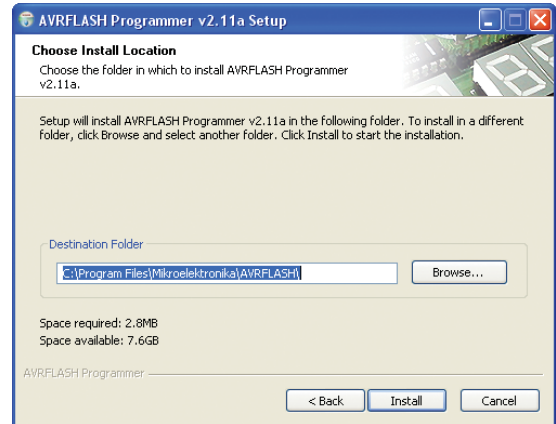 AVRFLASH Programmer v2.11a Setup
Choose Install Location
Choose the folder in which to install AVRFLASH Programmer
v2.11a.
Setup will install AVRFLASH Programmer v2.11a in the following folder. To install in a different
folder, click Browse and select another folder. Click Install to start the installation.
Destination Folder
C:\Program Files\Mikroelektronika\AVRFLASH\
Browse...
Space required: 2.8MB
Space available: 7.6GB
AVRFLASH Programmer
< Back
Install
Cancel